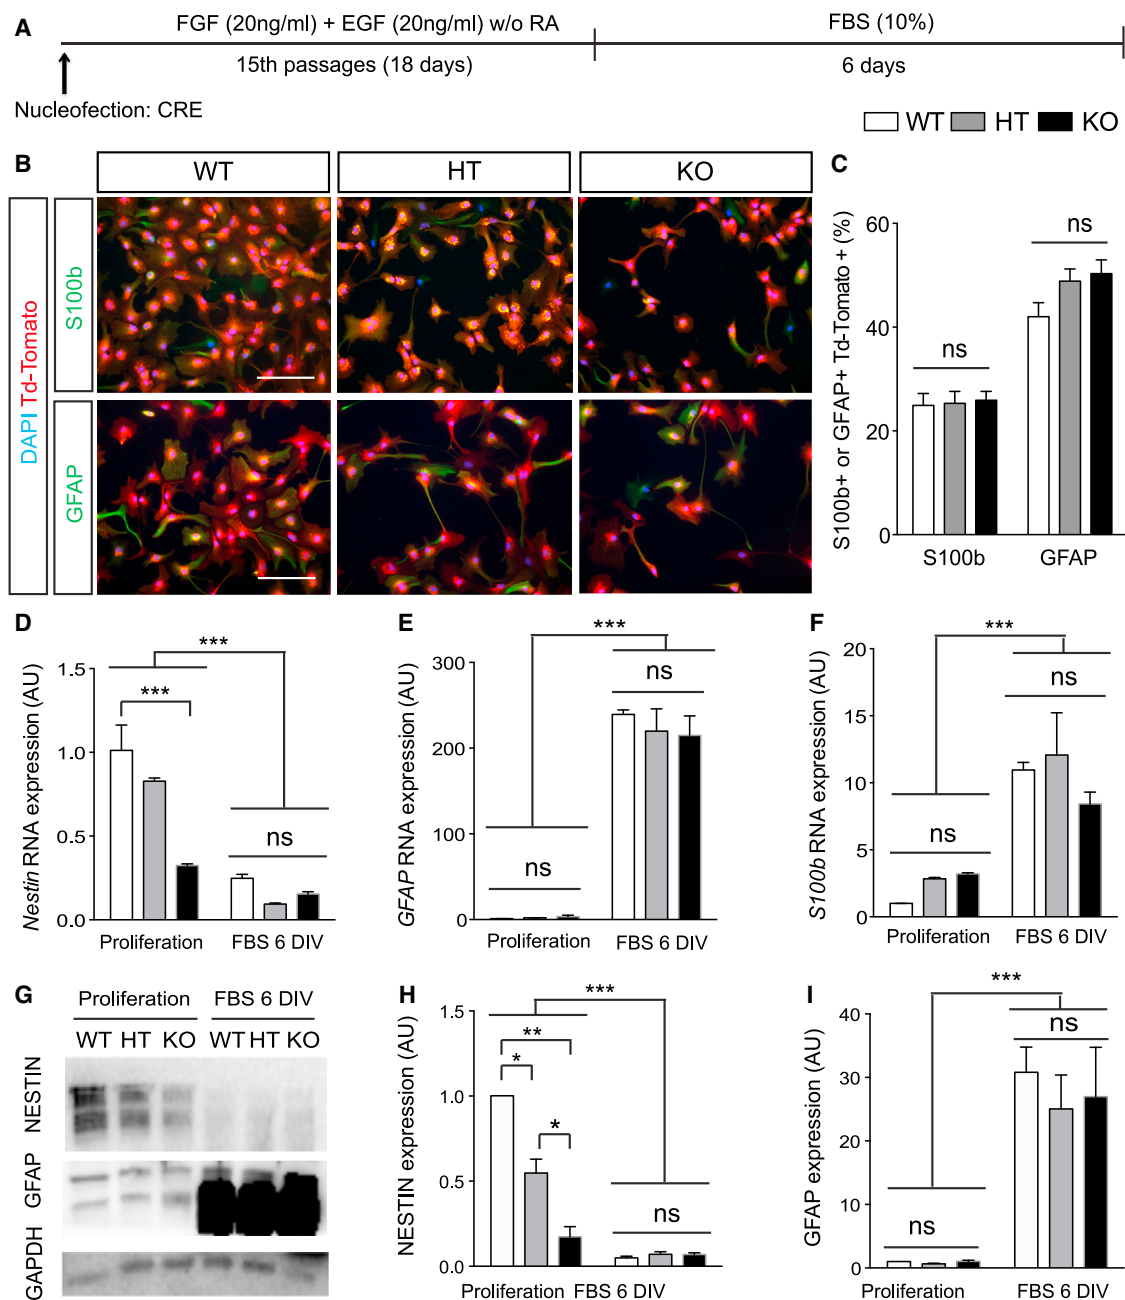 A
FGF (20ng/ml) + EGF (20ng/ml) w/o RA
FBS (10%)
15th passages (18 days)
6 days
Nucleofection: CRE
WT HT KO
B
WT HT KO
DAPI Td-Tomato
S100b
GFAP
C
S100b+ or GFAP+ Td-Tomato + (%)
60
40
20
0
ns
ns
S100b GFAP
D
Nestin RNA expression (AU)
1.5
1.0
0.5
0.0
***
***
ns
Proliferation FBS 6 DIV
E
GFAP RNA expression (AU)
300
200
100
0
***
ns
ns
Proliferation FBS 6 DIV
F
S100b RNA expression (AU)
20
15
10
5
0
***
ns
ns
Proliferation FBS 6 DIV
G
Proliferation FBS 6 DIV
WT HT KO WT HT KO
NESTIN
GFAP
GAPDH
H
NESTIN expression (AU)
1.5
1.0
0.5
0.0
***
**
*
*
ns
Proliferation FBS 6 DIV
I
GFAP expression (AU)
40
30
20
10
0
***
ns
ns
Proliferation FBS 6 DIV